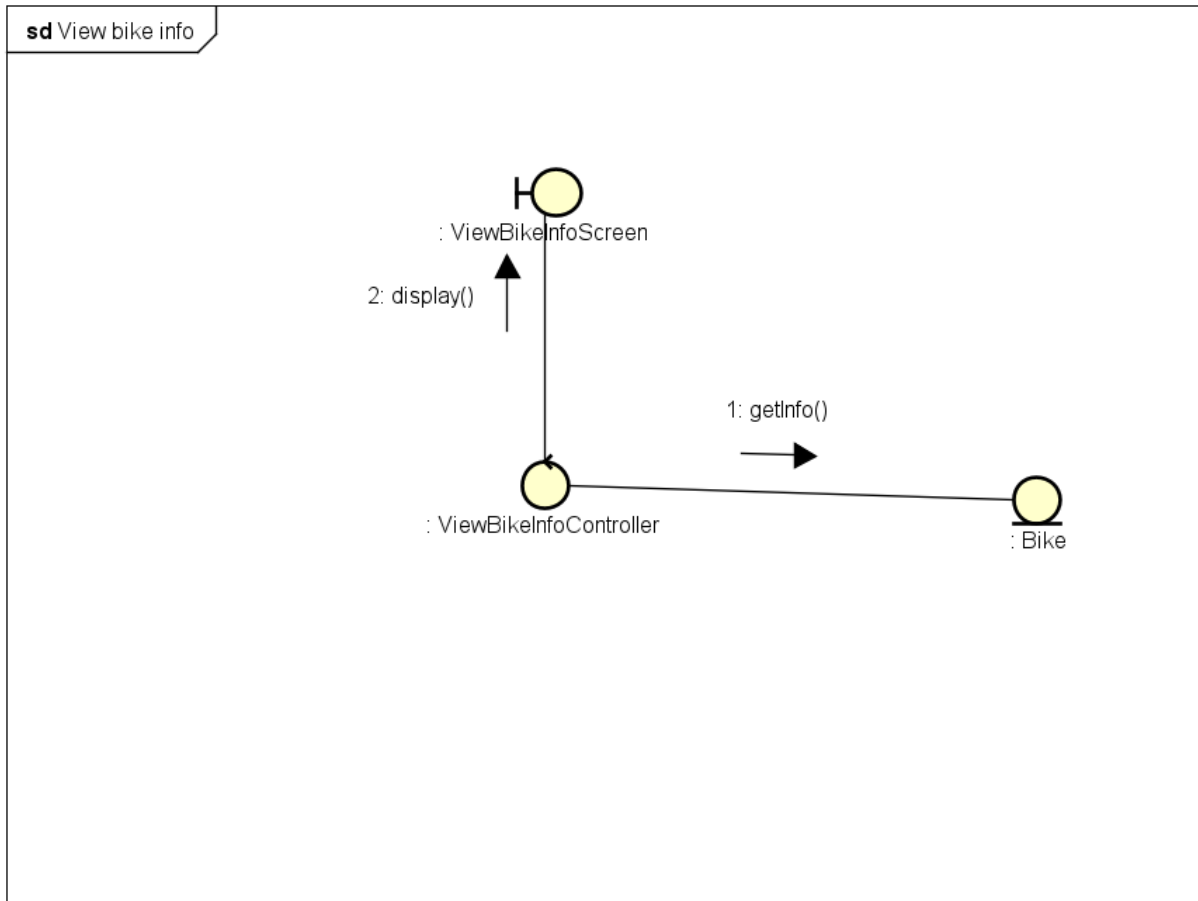 sd View bike info
: ViewBikeInfoScreen
2: display()
1: getInfo()
: ViewBikeInfoController
: Bike